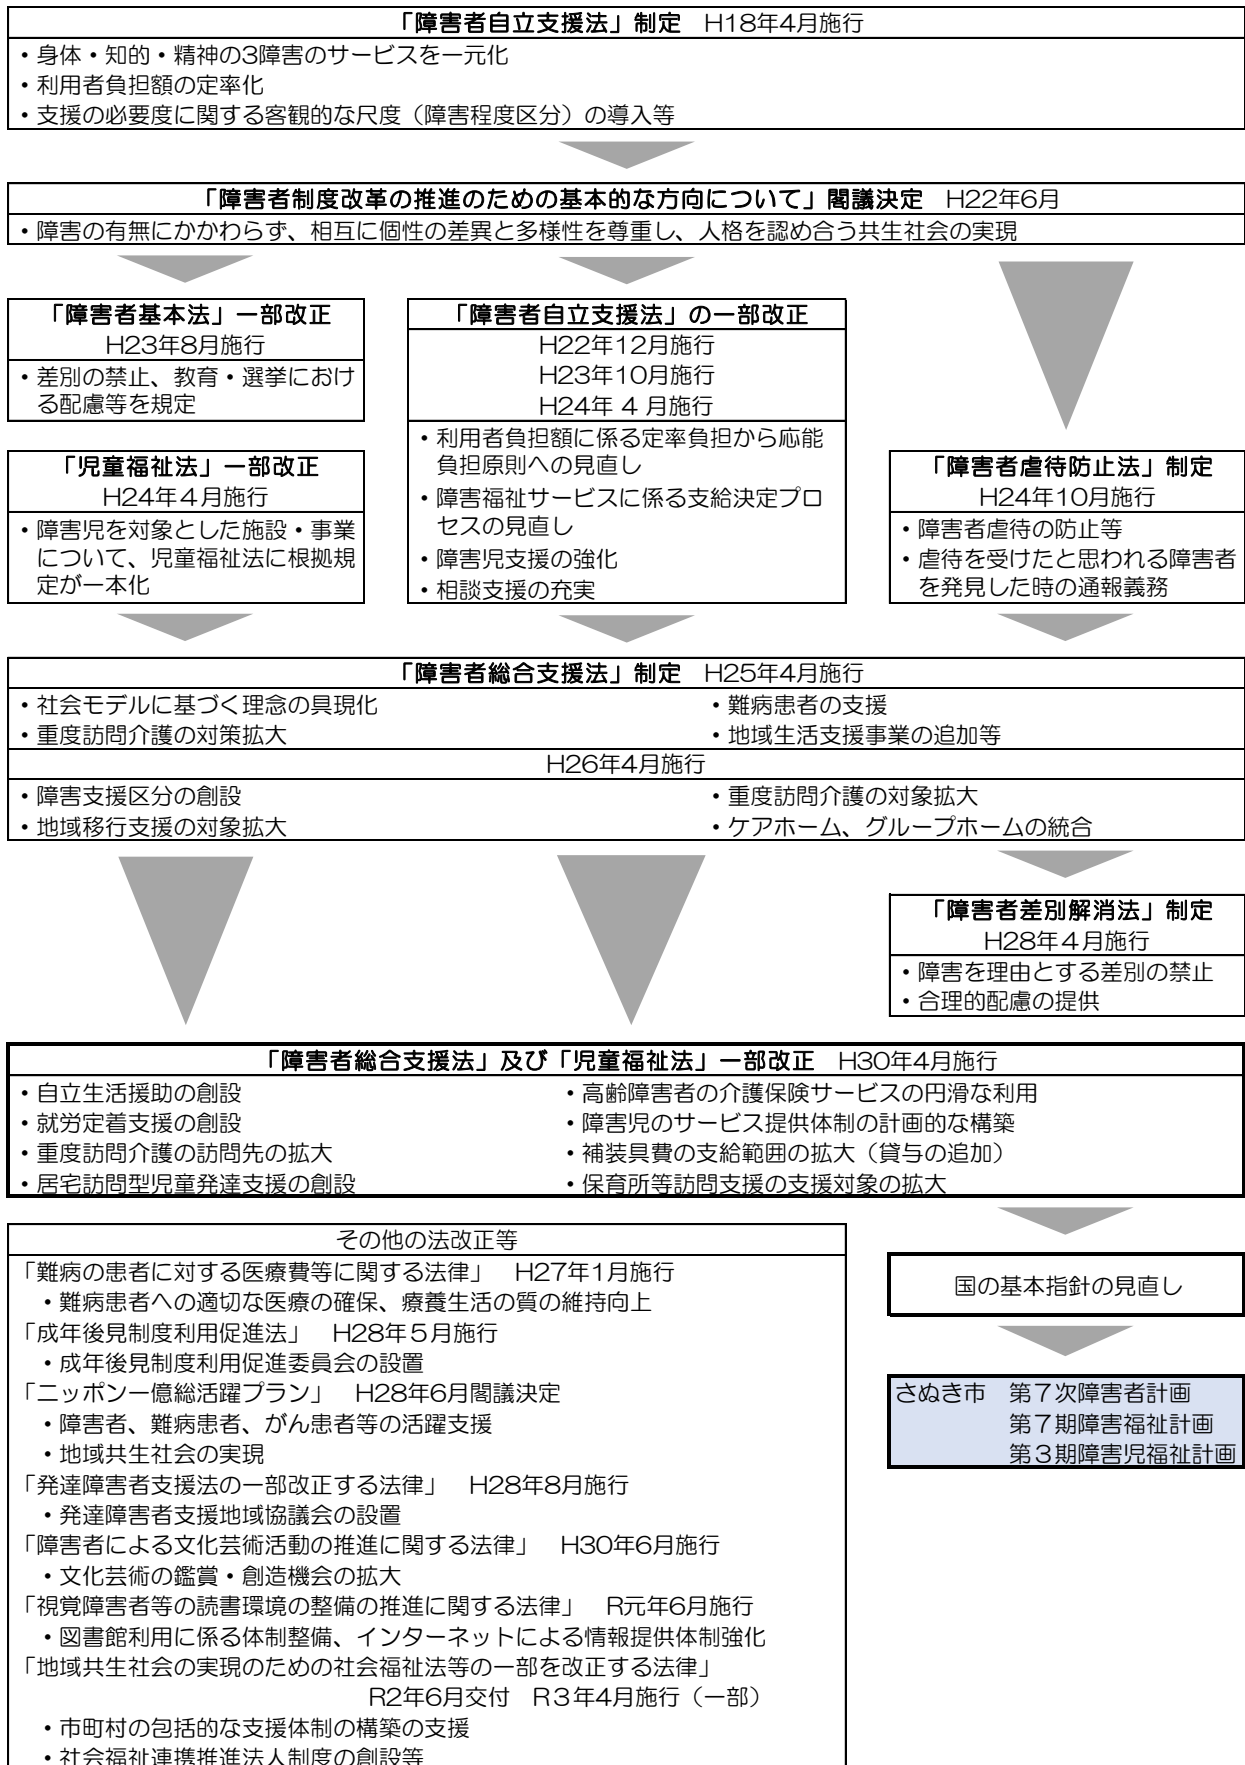 「障害者自立支援法」制定　H18年4月施行
・身体・知的・精神の3障害のサービスを一元化
・利用者負担額の定率化
・支援の必要度に関する客観的な尺度（障害程度区分）の導入等
「障害者制度改革の推進のための基本的な方向について」閣議決定　H22年6月
・障害の有無にかかわらず、相互に個性の差異と多様性を尊重し、人格を認め合う共生社会の実現
「障害者基本法」一部改正
H23年8月施行
・差別の禁止、教育・選挙におけ
る配慮等を規定
「児童福祉法」一部改正
H24年４月施行
・障害児を対象とした施設・事業
について、児童福祉法に根拠規
定が一本化
「障害者自立支援法」の一部改正
H22年12月施行
H23年10月施行
H24年 ４ 月施行
・利用者負担額に係る定率負担から応能
負担原則への見直し
・障害福祉サービスに係る支給決定プロ
セスの見直し
・障害児支援の強化
・相談支援の充実
「障害者虐待防止法」制定
H24年10月施行
・障害者虐待の防止等
・虐待を受けたと思われる障害者
を発見した時の通報義務
「障害者総合支援法」制定　H25年4月施行
・社会モデルに基づく理念の具現化
・重度訪問介護の対策拡大
・難病患者の支援
・地域生活支援事業の追加等
H26年4月施行
・障害支援区分の創設
・地域移行支援の対象拡大
・重度訪問介護の対象拡大
・ケアホーム、グループホームの統合
「障害者差別解消法」制定
H28年４月施行
・障害を理由とする差別の禁止
・合理的配慮の提供
「障害者総合支援法」及び「児童福祉法」一部改正　H30年4月施行
・自立生活援助の創設
・就労定着支援の創設
・重度訪問介護の訪問先の拡大
・居宅訪問型児童発達支援の創設
・高齢障害者の介護保険サービスの円滑な利用
・障害児のサービス提供体制の計画的な構築
・補装具費の支給範囲の拡大（貸与の追加）
・保育所等訪問支援の支援対象の拡大
その他の法改正等
「難病の患者に対する医療費等に関する法律」　H27年1月施行
・難病患者への適切な医療の確保、療養生活の質の維持向上
「成年後見制度利用促進法」　H28年５月施行
・成年後見制度利用促進委員会の設置
「ニッポン一億総活躍プラン」　H28年6月閣議決定
・障害者、難病患者、がん患者等の活躍支援
・地域共生社会の実現
「発達障害者支援法の一部改正する法律」　H28年8月施行
・発達障害者支援地域協議会の設置
「障害者による文化芸術活動の推進に関する法律」　H30年6月施行
・文化芸術の鑑賞・創造機会の拡大
「視覚障害者等の読書環境の整備の推進に関する法律」　R元年6月施行
・図書館利用に係る体制整備、インターネットによる情報提供体制強化
「地域共生社会の実現のための社会福祉法等の一部を改正する法律」
R2年6月交付　R３年4月施行（一部）
・市町村の包括的な支援体制の構築の支援
・社会福祉連携推進法人制度の創設等
国の基本指針の見直し
さぬき市　第７次障害者計画
第７期障害福祉計画
第３期障害児福祉計画